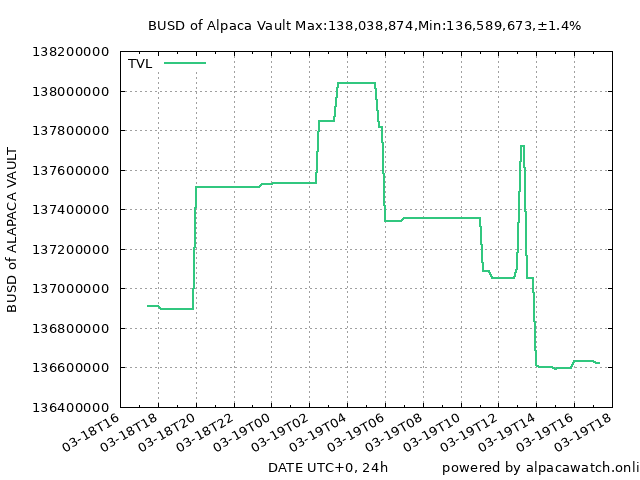 BUSD of Alpaca Vault Max:138,038,874,Min:136,589,673,±1.4%
TVL
138200000
138000000
137800000
137600000
137400000
137200000
137000000
136800000
136600000
136400000
BUSD of ALAPACA VAULT
03-18T16
03-18T18
03-18T20
03-18T22
03-19T00
03-19T02
03-19T04
03-19T06
03-19T08
03-19T10
03-19T12
03-19T14
03-19T16
03-19T18
DATE UTC+0, 24h
powered by alpacawatch.onli